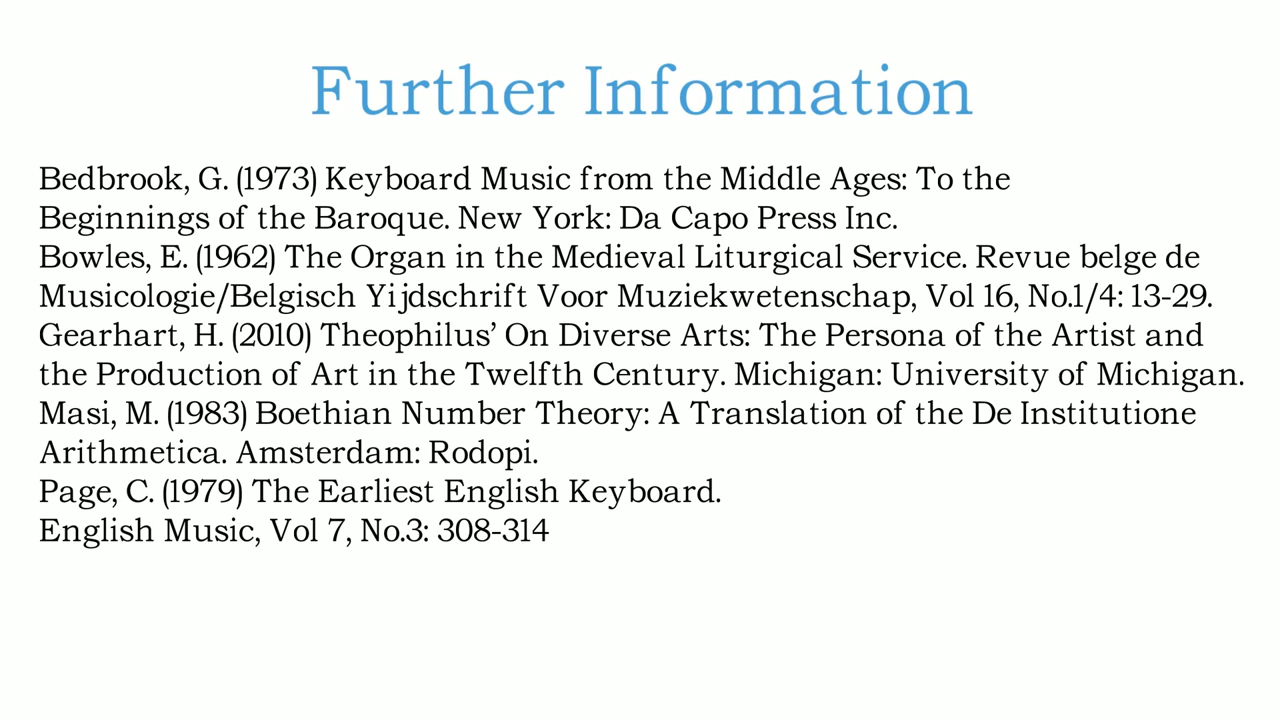 Further Information
Bedbrook, G. (1973) Keyboard Music from the Middle Ages: To the
Beginnings of the Baroque. New York: Da Capo Press Inc.
Bowles, E. (1962) The Organ in the Medieval Liturgical Service. Revue belge de
Musicologie/Belgisch Yijdschrift Voor Muziekwetenschap, Vol 16, No.1/4: 13-29.
Gearhart, H. (2010) Theophilus’ On Diverse Arts: The Persona of the Artist and
the Production of Art in the Twelfth Century. Michigan: University of Michigan.
Masi, M. (1983) Boethian Number Theory: A Translation of the De Institutione
Arithmetica. Amsterdam: Rodopi.
Page, C. (1979) The Earliest English Keyboard.
English Music, Vol 7, No.3: 308-314